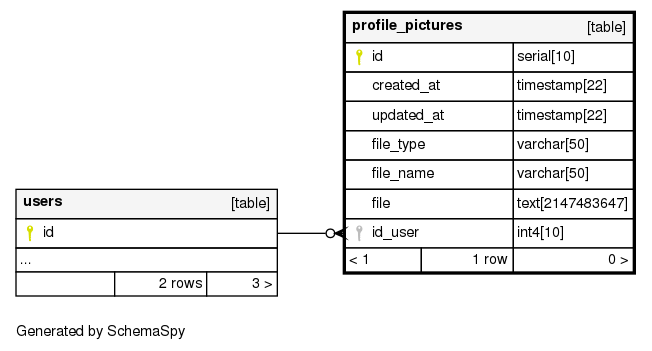 profile_pictures [table]
id serial[10]
created_at timestamp[22]
updated_at timestamp[22]
file_type varchar[50]
file_name varchar[50]
file text[2147483647]
id_user int4[10]
< 1 1 row 0 >
users [table]
id
...
2 rows 3 >
Generated by SchemaSpy